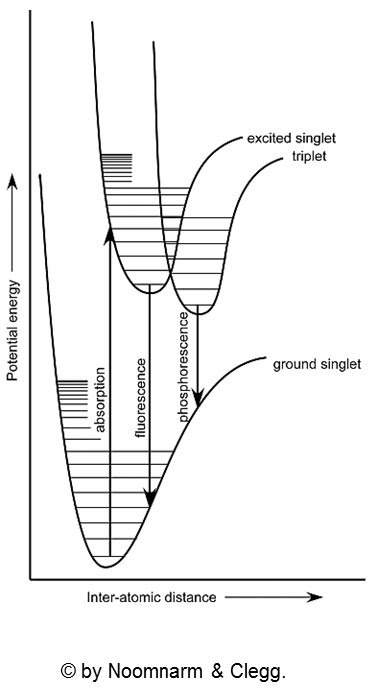 excited singlet
triplet
Potential energy
absorption
fluorescence
phosphorescence
ground singlet
Inter-atomic distance
© by Noomnarm & Clegg.